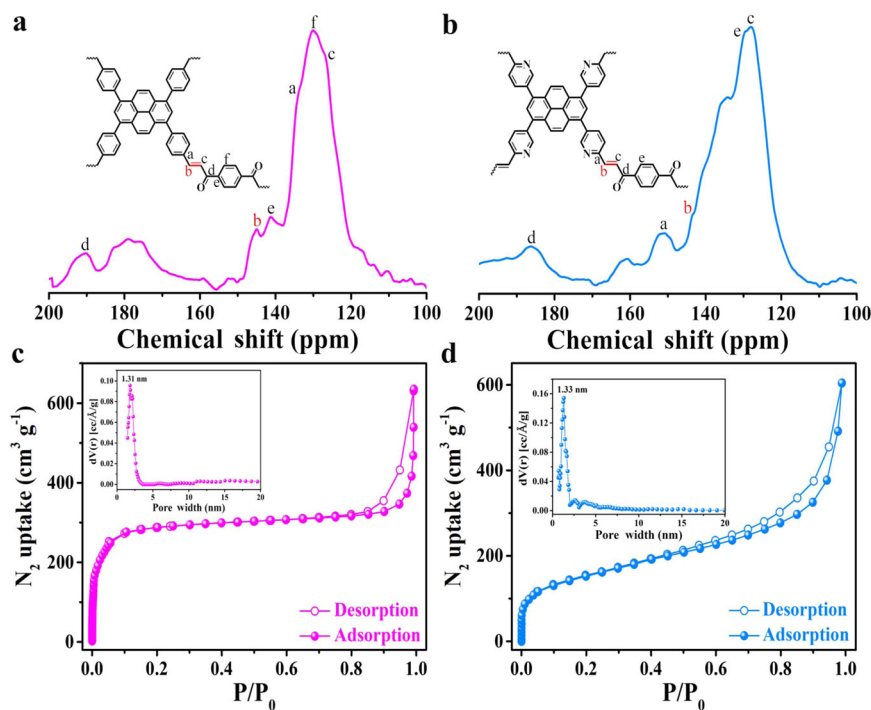 a
f
c
a
a
c
f
b
d
O
e
O
d
b
e
200 180 160 140 120 100
Chemical shift (ppm)
b
c
e
N
N
N
N
a
c
e
O
b
O
d
d
a
b
200 180 160 140 120 100
Chemical shift (ppm)
c
600
400
200
0
N₂ uptake (cm³ g⁻¹)
1.31 nm
0.10
0.08
0.06
0.04
0.02
0.00
dV(r) [cc/Å/g]
0 5 10 15 20
Pore width (nm)
Desorption
Adsorption
0.0 0.2 0.4 0.6 0.8 1.0
P/P₀
d
600
400
200
0
N₂ uptake (cm³ g⁻¹)
1.33 nm
0.16
0.12
0.08
0.04
0.00
dV(r) [cc/Å/g]
0 5 10 15 20
Pore width (nm)
Desorption
Adsorption
0.0 0.2 0.4 0.6 0.8 1.0
P/P₀